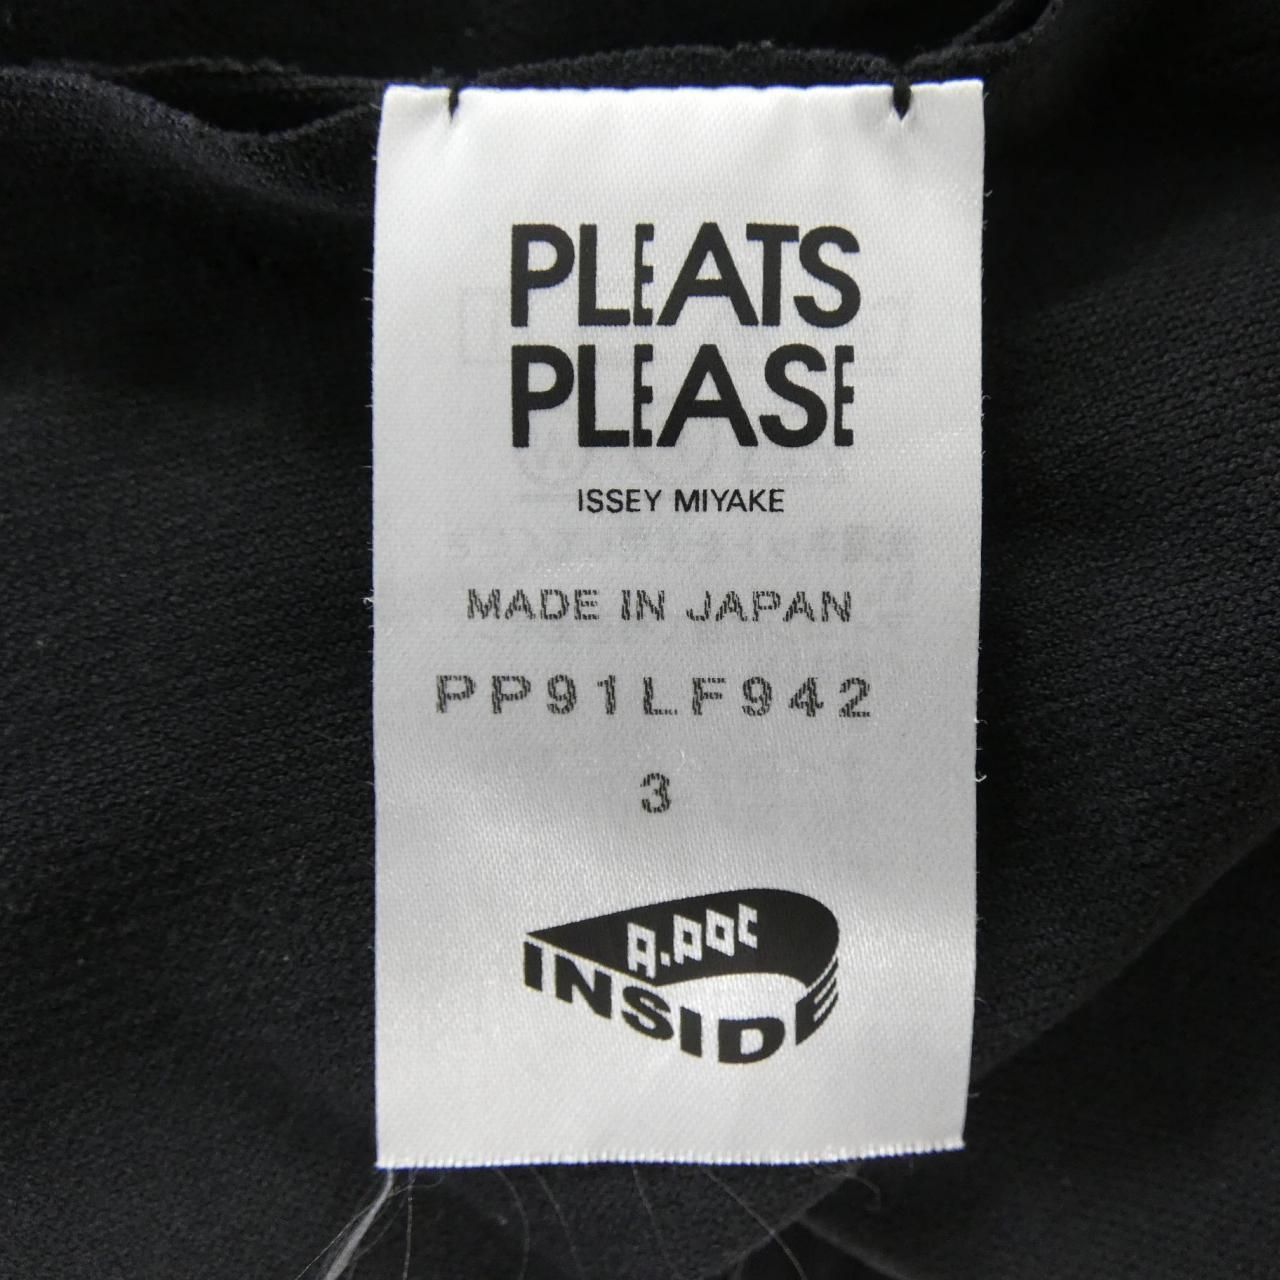 PLEATS
PLEASE
ISSEY MIYAKE
MADE IN JAPAN
PP91LF942
3
A.POC
INSIDE